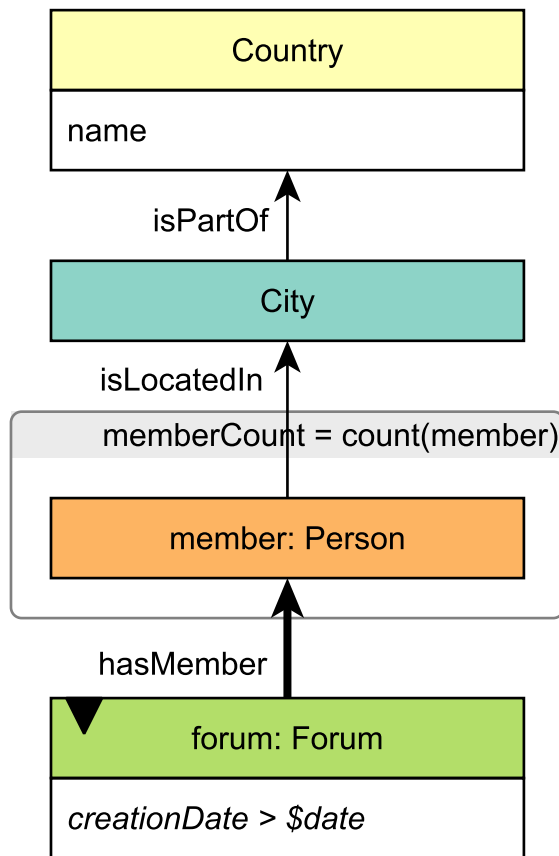 Country
name
isPartOf
City
isLocatedIn
memberCount = count(member)
member: Person
hasMember
forum: Forum
creationDate > $date